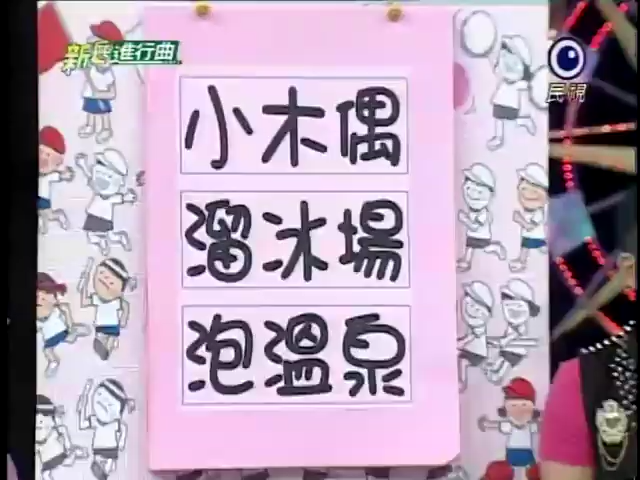 新民進行曲
民視
小木偶
溜冰場
泡溫泉